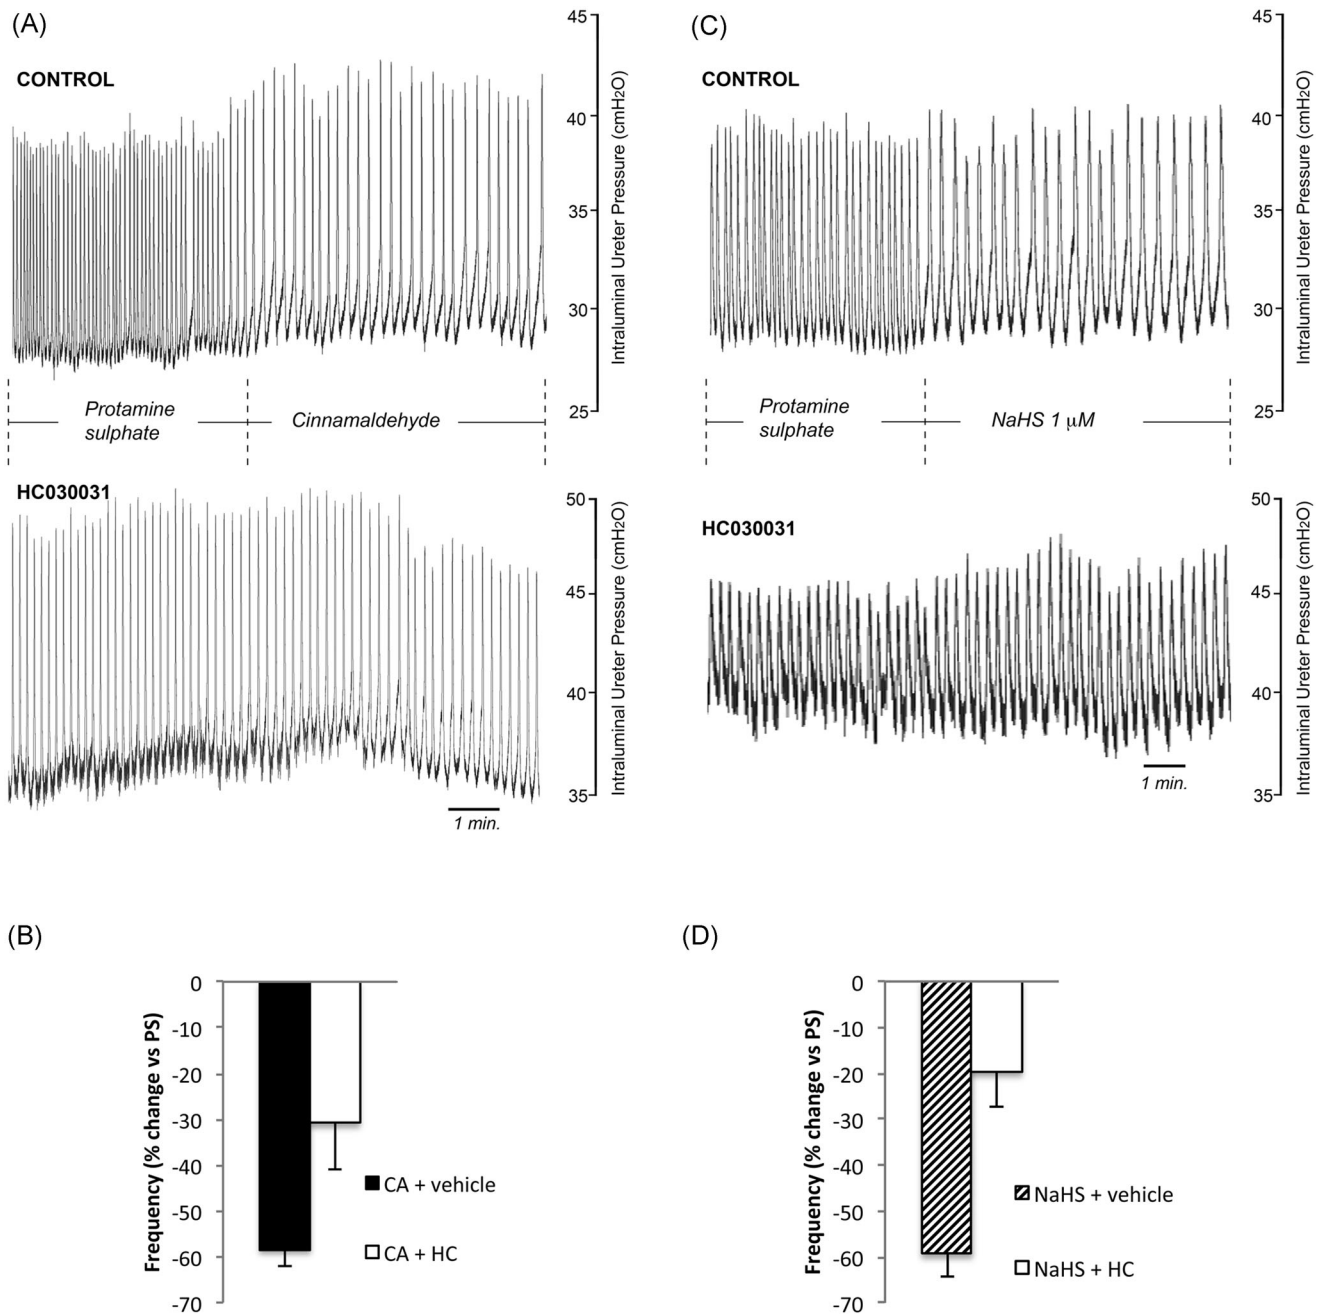 (A)
CONTROL
45
40
35
30
25
Intraluminal Ureter Pressure (cmH2O)
Protamine
sulphate
Cinnamaldehyde
HC030031
50
45
40
35
Intraluminal Ureter Pressure (cmH2O)
1 min.
(C)
CONTROL
45
40
35
30
25
Intraluminal Ureter Pressure (cmH2O)
Protamine
sulphate
NaHS 1 μM
HC030031
50
45
40
35
Intraluminal Ureter Pressure (cmH2O)
1 min.
(B)
Frequency (% change vs PS)
0
-10
-20
-30
-40
-50
-60
-70
CA + vehicle
CA + HC
(D)
Frequency (% change vs PS)
0
-10
-20
-30
-40
-50
-60
-70
NaHS + vehicle
NaHS + HC